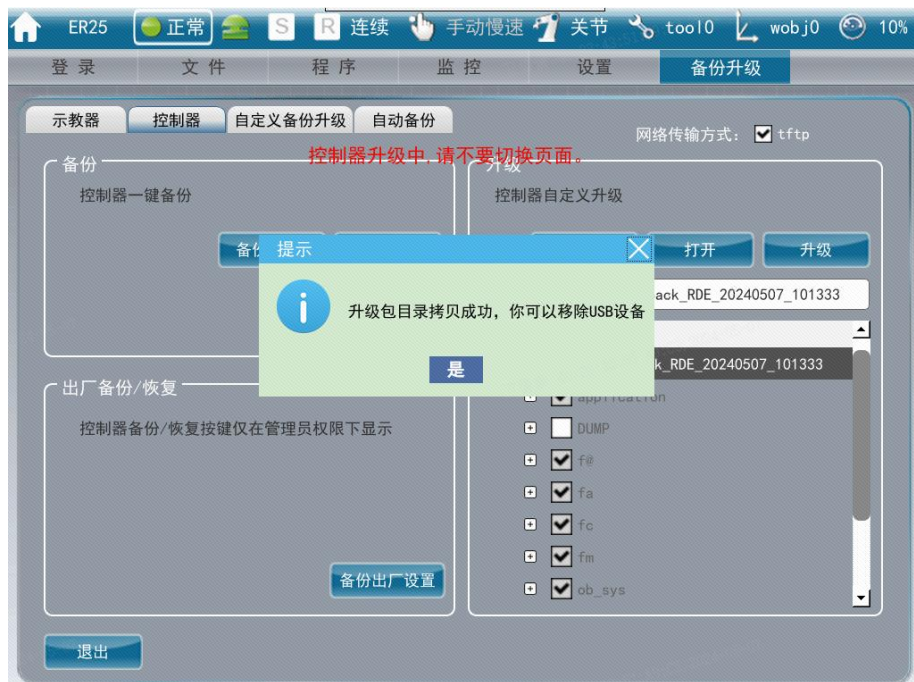 ER25 正常 S R 连续 手动慢速 关节 tool0 wobj0 10%
登录 文件 程序 监控 设置 备份升级
示教器 控制器 自定义备份升级 自动备份
网络传输方式： tftp
控制器升级中,请不要切换页面。
备份
升级
控制器一键备份
控制器自定义升级
备份
打开
升级
提示
升级包目录拷贝成功，你可以移除USB设备
是
ack_RDE_20240507_101333
k_RDE_20240507_101333
application
DUMP
f@
fa
fc
fm
ob_sys
出厂备份/恢复
控制器备份/恢复按键仅在管理员权限下显示
备份出厂设置
退出